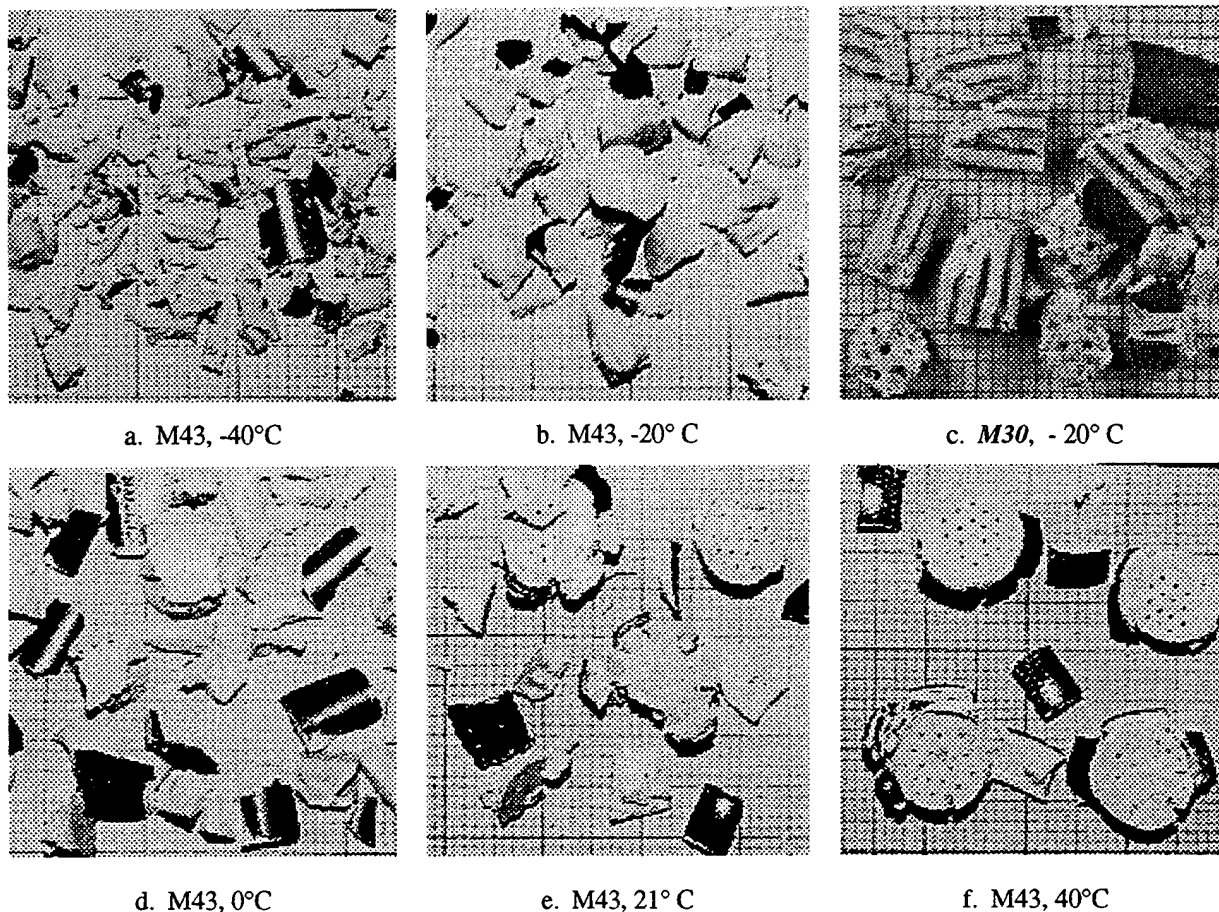 a. M43, -40°C
b. M43, -20° C
c. M30, - 20° C
d. M43, 0°C
e. M43, 21° C
f. M43, 40°C